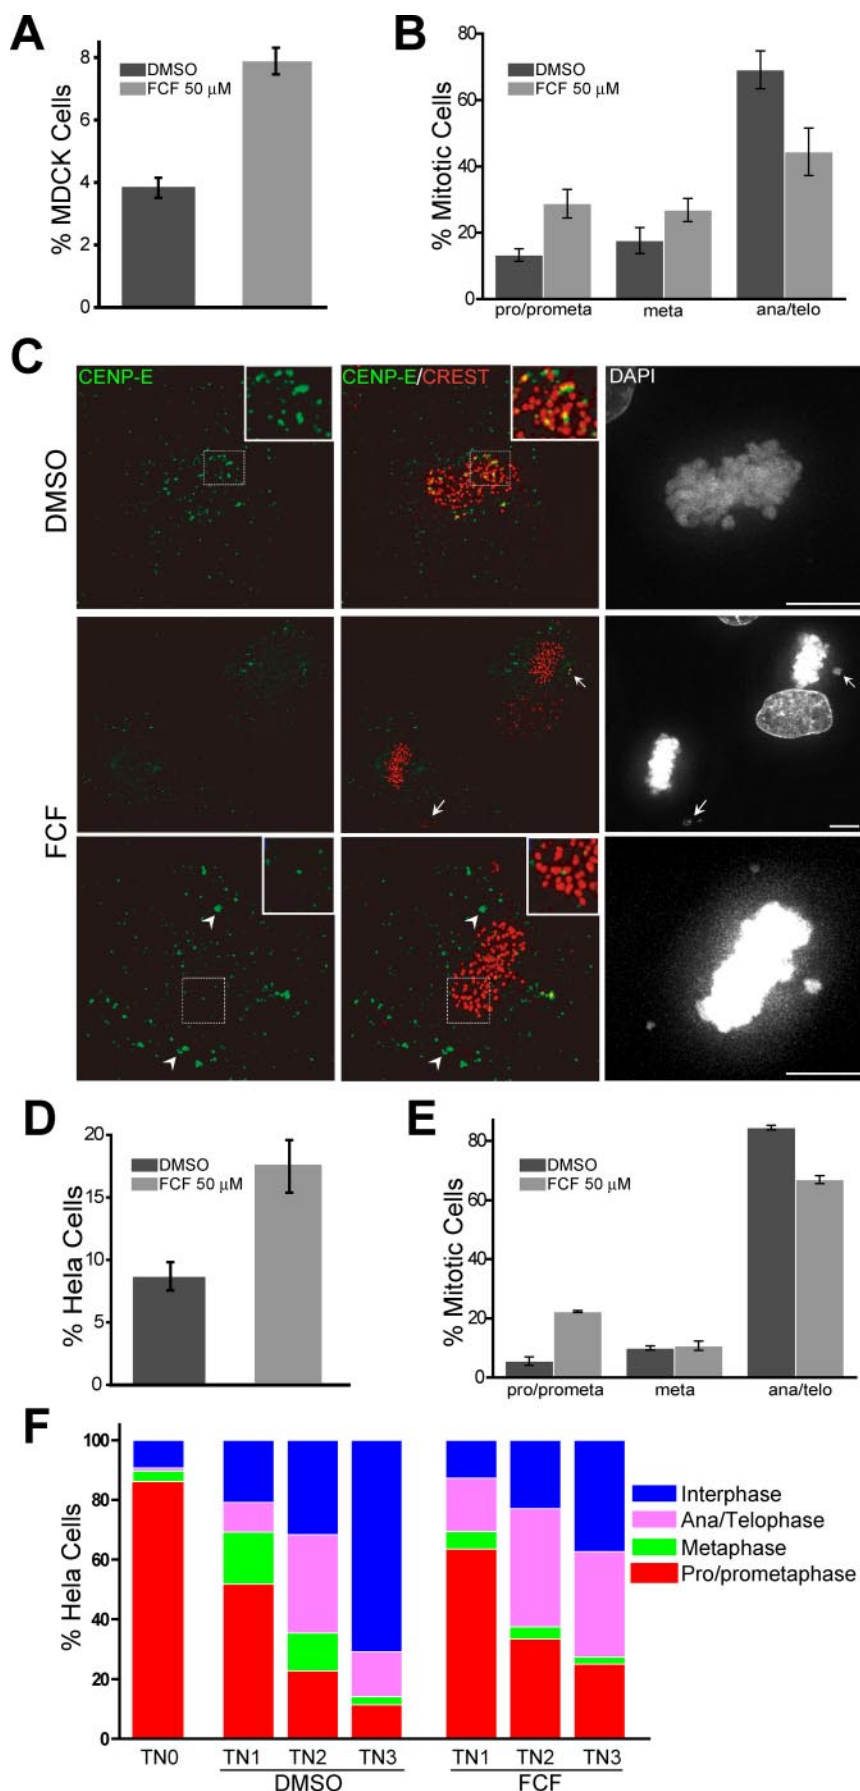 A
% MDCK Cells
8
6
4
2
0
DMSO
FCF 50 μM
B
% Mitotic Cells
80
60
40
20
0
DMSO
FCF 50 μM
pro/prometa meta ana/telo
C
CENP-E CENP-E/CREST DAPI
DMSO
FCF
D
% Hela Cells
20
15
10
5
0
DMSO
FCF 50 μM
E
% Mitotic Cells
80
60
40
20
0
DMSO
FCF 50 μM
pro/prometa meta ana/telo
F
% Hela Cells
100
80
60
40
20
0
Interphase
Ana/Telophase
Metaphase
Pro/prometaphase
TN0 TN1 TN2 TN3 TN1 TN2 TN3
DMSO FCF